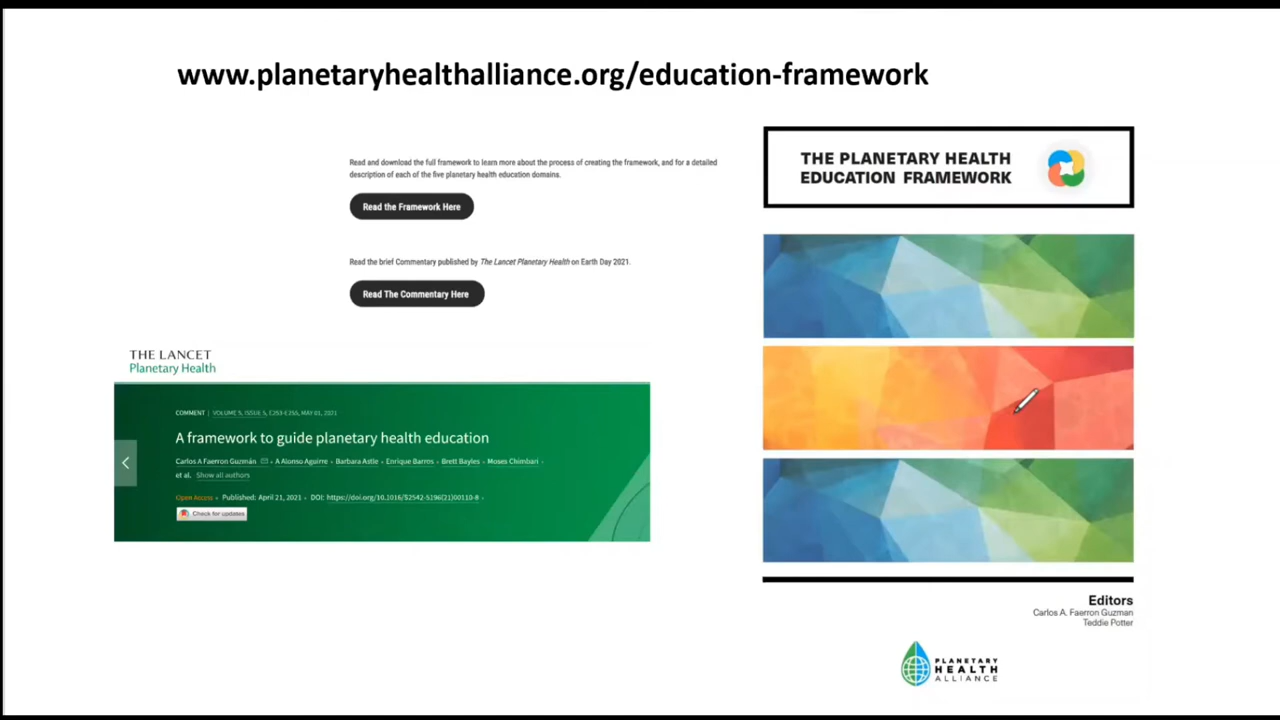 www.planetaryhealthalliance.org/education-framework
Read and download the full framework to learn more about the process of creating the framework, and for a detailed
description of each of the five planetary health education domains.
Read the Framework Here
Read the brief Commentary published by The Lancet Planetary Health on Earth Day 2021.
Read The Commentary Here
THE LANCET
Planetary Health
COMMENT | VOLUME 5, ISSUE 5, E253-E255, MAY 01, 2021
A framework to guide planetary health education
Carlos A Faerron Guzmán • A Alonso Aguirre • Barbara Astle • Enrique Barros • Brett Bayles • Moses Chimbari •
et al. Show all authors
Open Access • Published: April 21, 2021 • DOI: https://doi.org/10.1016/S2542-5196(21)00110-8 •
Check for updates
THE PLANETARY HEALTH
EDUCATION FRAMEWORK
Editors
Carlos A. Faerron Guzman
Teddie Potter
PLANETARY
HEALTH
ALLIANCE